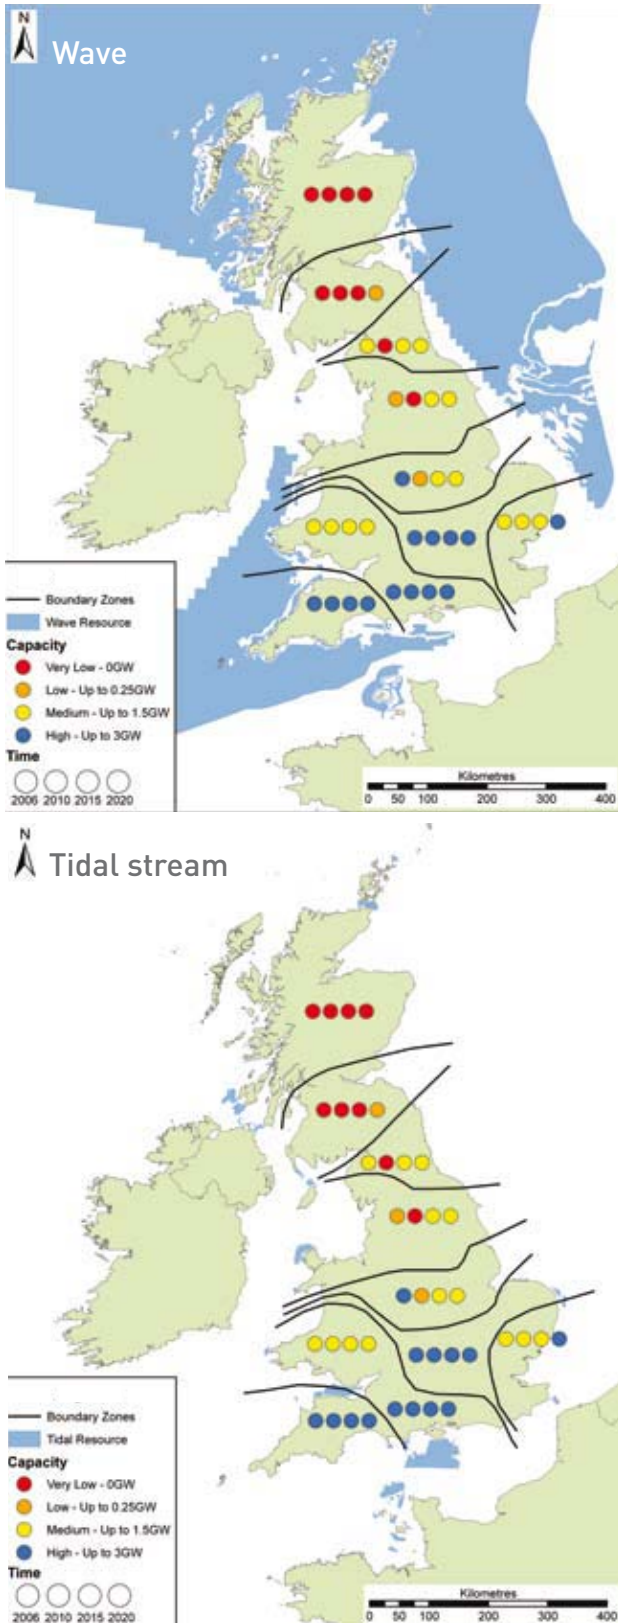 N
Wave
Boundary Zones
Wave Resource
Capacity
Very Low - 0GW
Low - Up to 0.25GW
Medium - Up to 1.5GW
High - Up to 3GW
Time
2006 2010 2015 2020
Kilometres
0 50 100 200 300 400
N
Tidal stream
Boundary Zones
Tidal Resource
Capacity
Very Low - 0GW
Low - Up to 0.25GW
Medium - Up to 1.5GW
High - Up to 3GW
Time
2006 2010 2015 2020
Kilometres
0 50 100 200 300 400